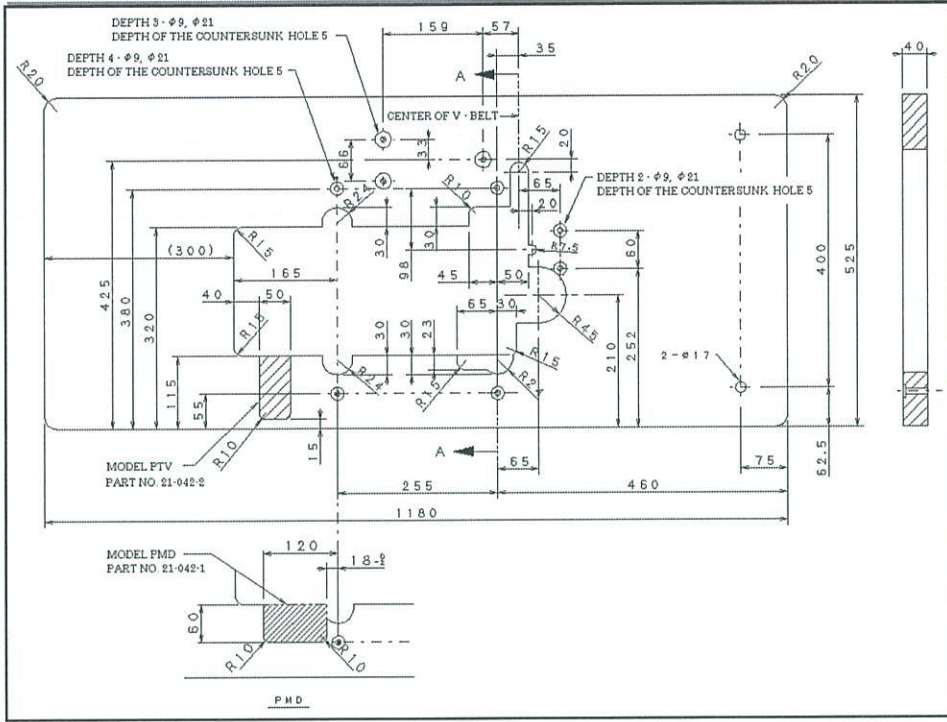 DEPTH 3 - φ9, φ21
DEPTH OF THE COUNTERSUNK HOLE 5
DEPTH 4 - φ9, φ21
DEPTH OF THE COUNTERSUNK HOLE 5
159
57
35
40
A
R20
R20
CENTER OF V - BELT
R15
20
33
66
65
DEPTH 2 - φ9, φ21
DEPTH OF THE COUNTERSUNK HOLE 5
R24
R10
20
30
30
98
R7.5
60
(300)
R15
165
45
50
400
525
425
380
320
40
50
65
30
R45
R15
30
30
23
210
252
R15
R24
R15
R24
2-φ17
115
55
R10
15
A
65
75
62.5
MODEL PTV
PART NO. 21-042-2
255
460
1180
MODEL PMD
PART NO. 21-042-1
120
18
60
R10
R10
PMD